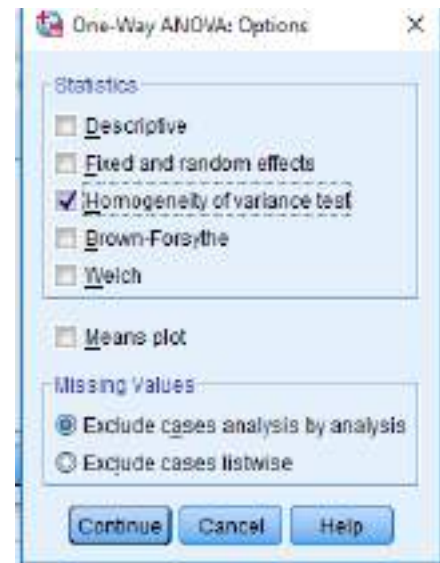 One-Way ANOVA: Options
Statistics
Descriptive
Fixed and random effects
Homogeneity of variance test
Brown-Forsythe
Welch
Means plot
Missing Values
Exclude cases analysis by analysis
Exclude cases listwise
Continue Cancel Help